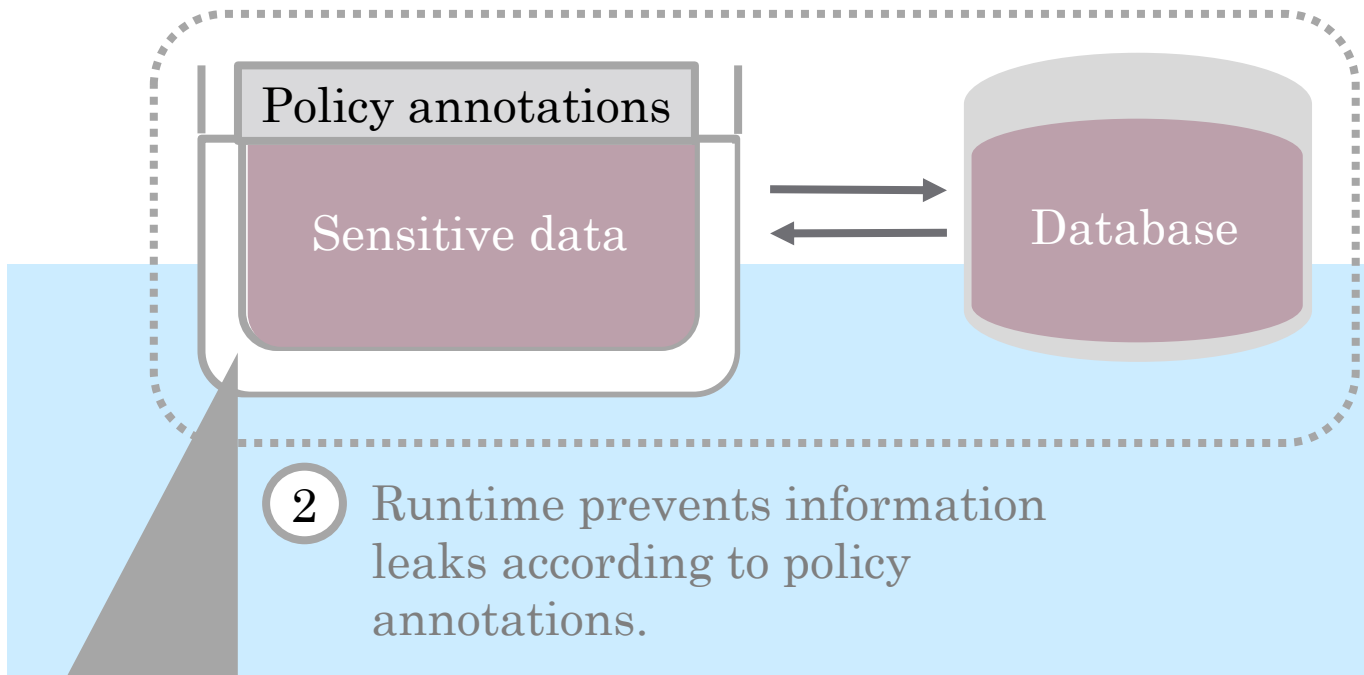 Policy annotations
Sensitive data
Database
2
Runtime prevents information
leaks according to policy
annotations.